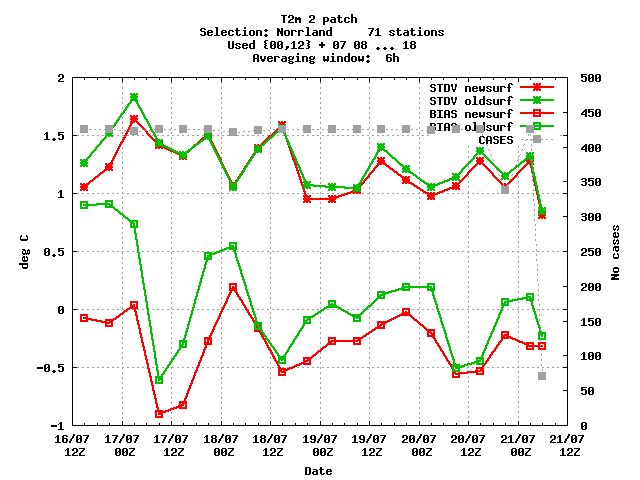 T2m 2 patch
Selection: Norrland 71 stations
Used {00,12} + 07 08 ... 18
Averaging window: 6h
2
1.5
1
0.5
0
-0.5
-1
deg C
500
450
400
350
300
250
200
150
100
50
0
No cases
STDV newsurf
STDV oldsurf
BIAS newsurf
BIAS oldsurf
CASES
16/07 17/07 17/07 18/07 18/07 19/07 19/07 20/07 20/07 21/07 21/07
12Z 00Z 12Z 00Z 12Z 00Z 12Z 00Z 12Z 00Z 12Z
Date